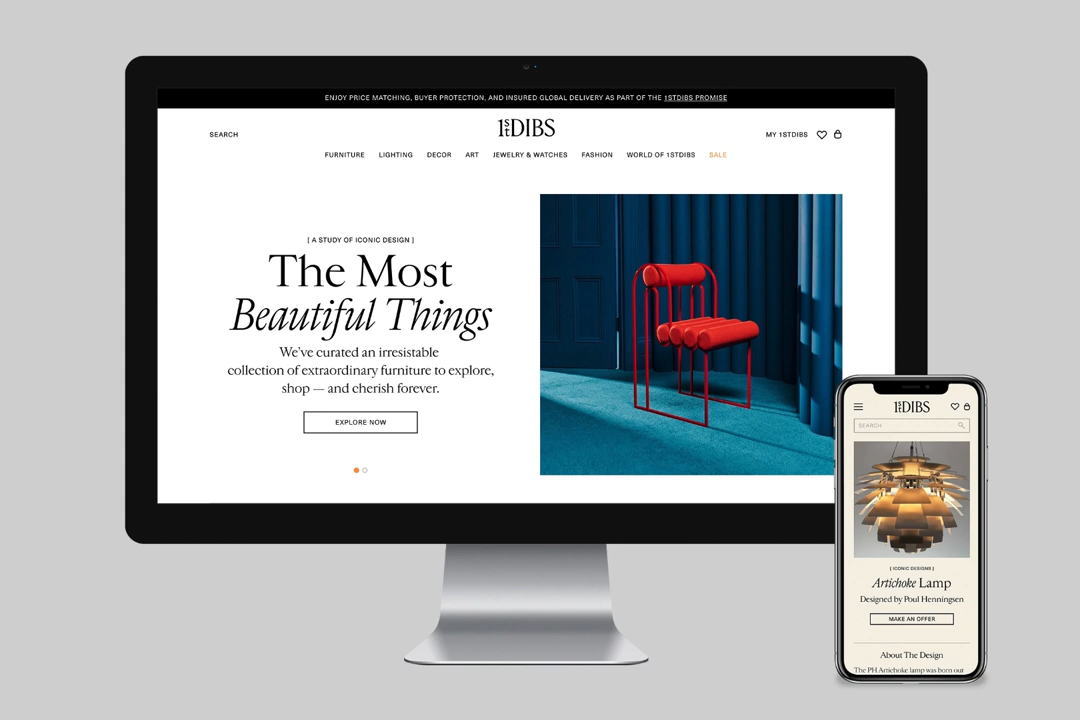 ENJOY PRICE MATCHING, BUYER PROTECTION, AND INSURED GLOBAL DELIVERY AS PART OF THE 1STDIBS PROMISE
SEARCH
1STDIBS
MY 1STDIBS
FURNITURE LIGHTING DECOR ART JEWELRY & WATCHES FASHION WORLD OF 1STDIBS SALE
[ A STUDY OF ICONIC DESIGN ]
The Most
Beautiful Things
We've curated an irresistable
collection of extraordinary furniture to explore,
shop — and cherish forever.
EXPLORE NOW
1STDIBS
SEARCH
[ ICONIC DESIGNS ]
Artichoke Lamp
Designed by Poul Henningsen
MAKE AN OFFER
About The Design
The PH Artichoke lamp was born out